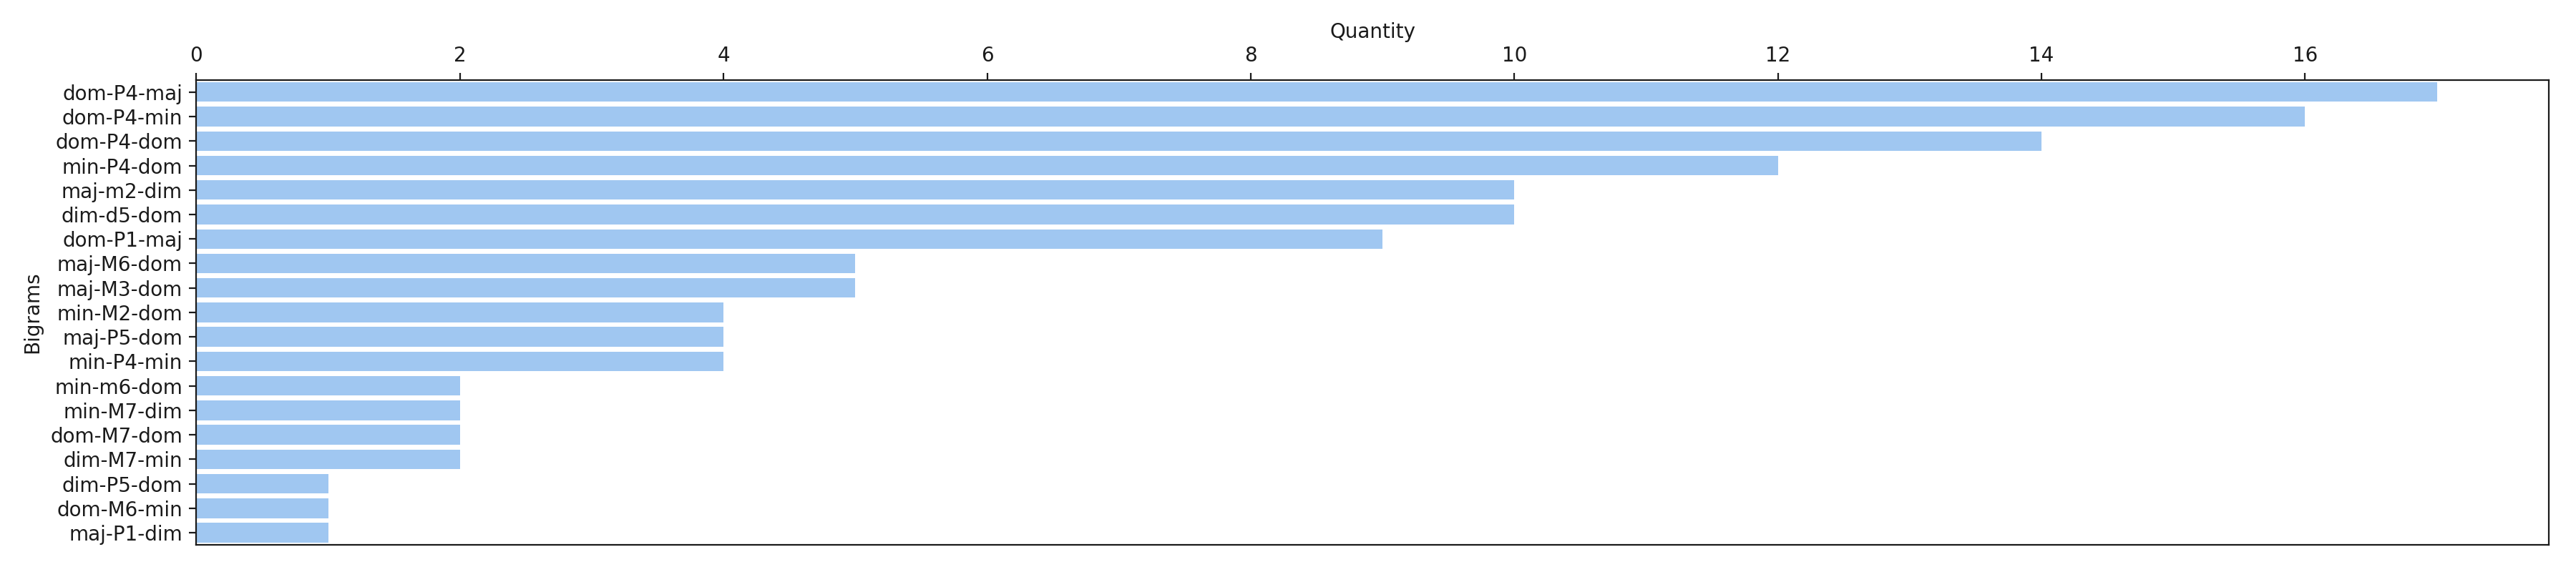 Quantity
0 2 4 6 8 10 12 14 16
dom-P4-maj
dom-P4-min
dom-P4-dom
min-P4-dom
maj-m2-dim
dim-d5-dom
dom-P1-maj
maj-M6-dom
maj-M3-dom
min-M2-dom
maj-P5-dom
min-P4-min
min-m6-dom
min-M7-dim
dom-M7-dom
dim-M7-min
dim-P5-dom
dom-M6-min
maj-P1-dim
Bigrams